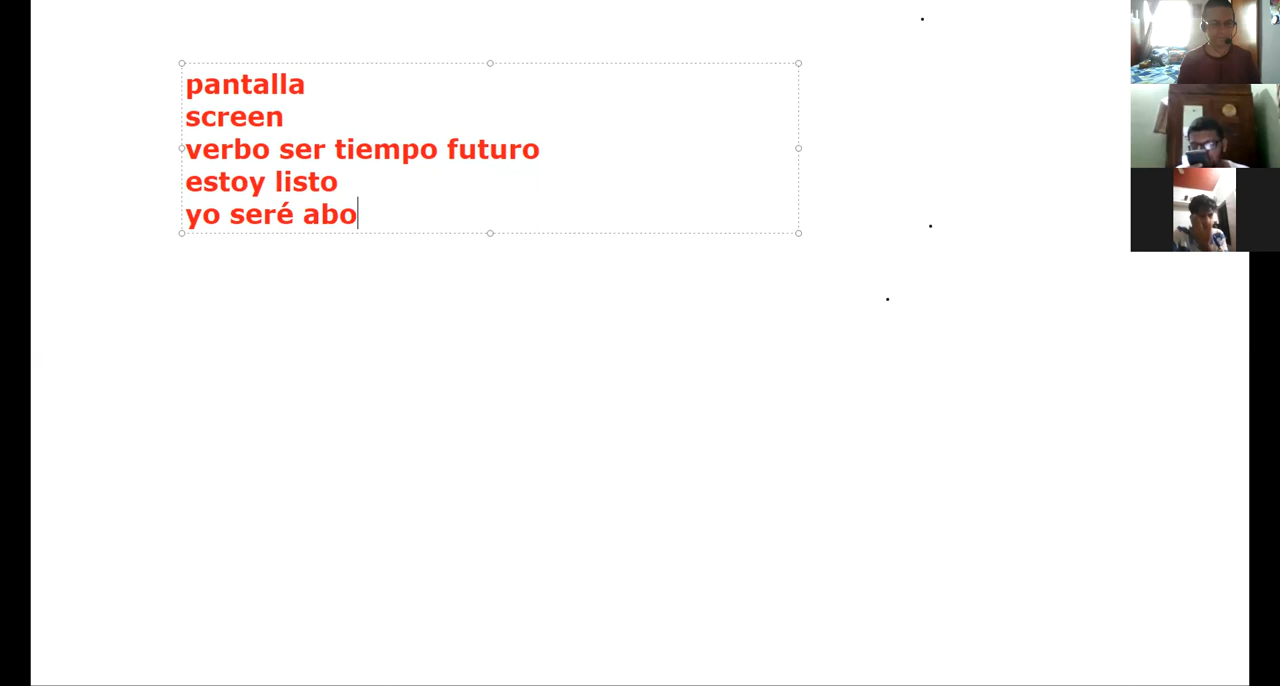 pantalla
screen
verbo ser tiempo futuro
estoy listo
yo seré abo